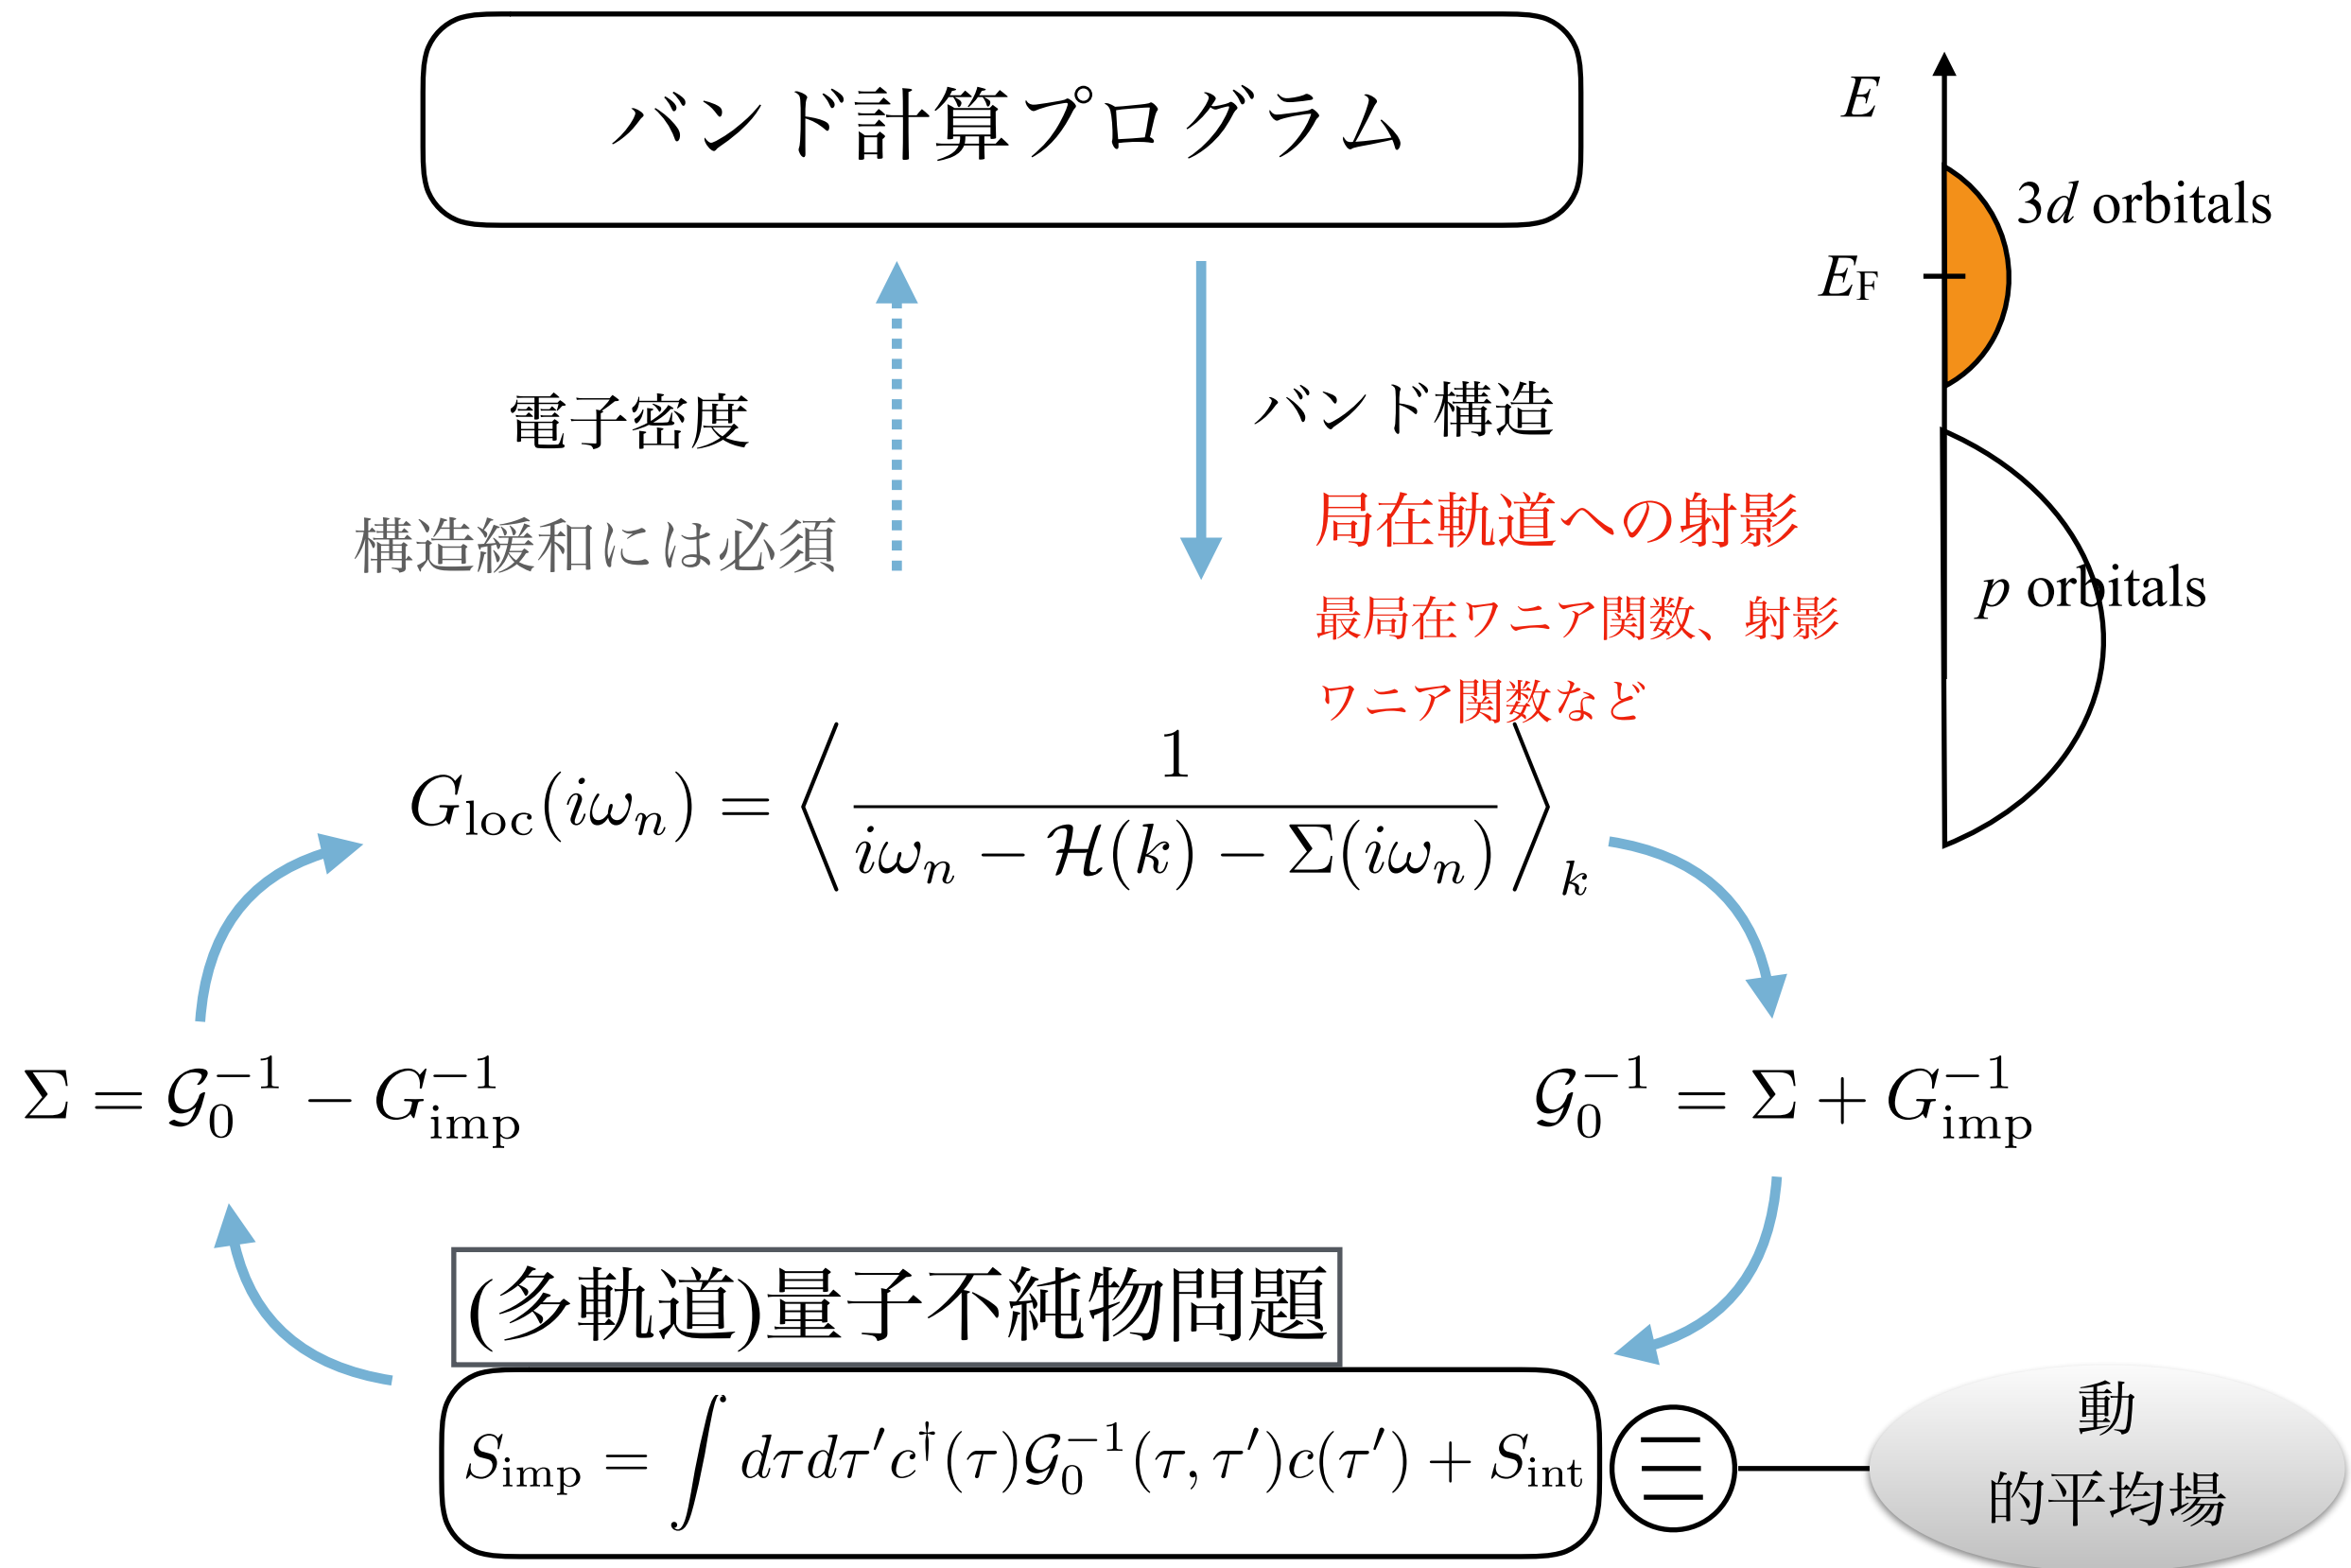 バンド計算プログラム
E
3d orbitals
E_F
電子密度
構造緩和には必須
バンド構造
局在軌道への射影
最局在ワニア関数、射影
ワニア関数など
p orbitals
G_loc(iω_n) = ⟨ 1 / (iω_n − ℋ(k) − Σ(iω_n)) ⟩_k
Σ = 𝒢_0^{−1} − G_imp^{−1}
𝒢_0^{−1} = Σ + G_imp^{−1}
(多軌道)量子不純物問題
S_imp = ∫ dτdτ′c†(τ)𝒢_0^{−1}(τ, τ′)c(τ′) + S_int
動
的平均場